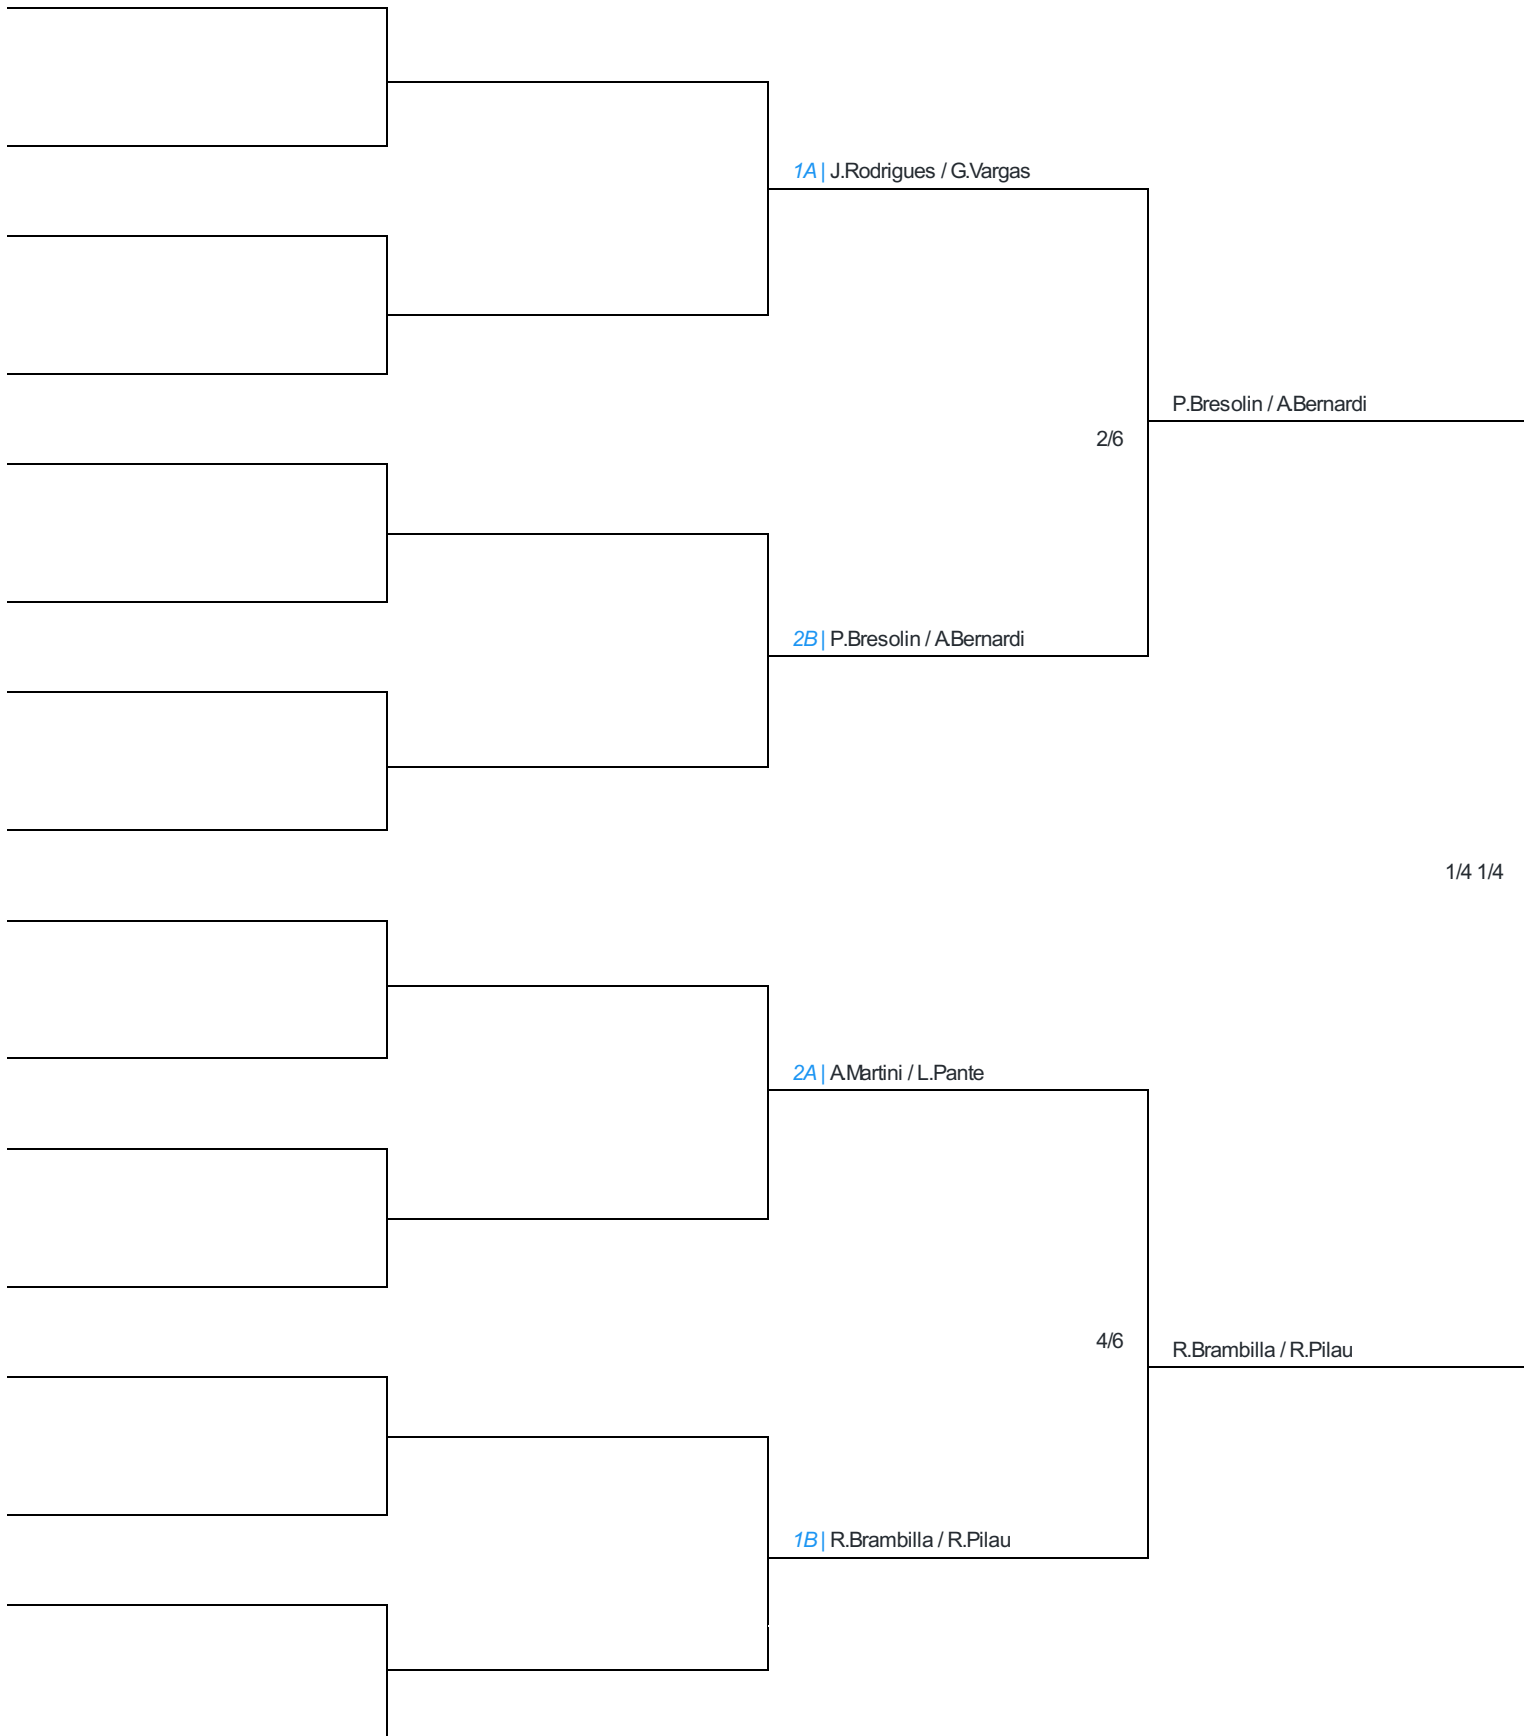 1A | J.Rodrigues / G.Vargas
P.Bresolin / A.Bernardi
2/6
2B | P.Bresolin / A.Bernardi
1/4 1/4
2A | A.Martini / L.Pante
4/6
R.Brambilla / R.Pilau
1B | R.Brambilla / R.Pilau